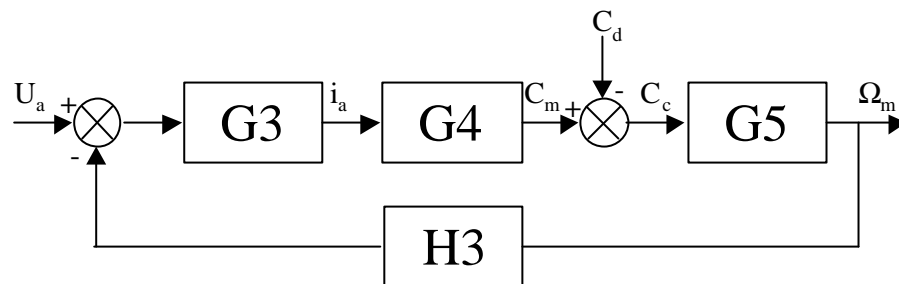 C_d
U_a + G3 i_a G4 C_m + - C_c G5 Ω_m
-
H3